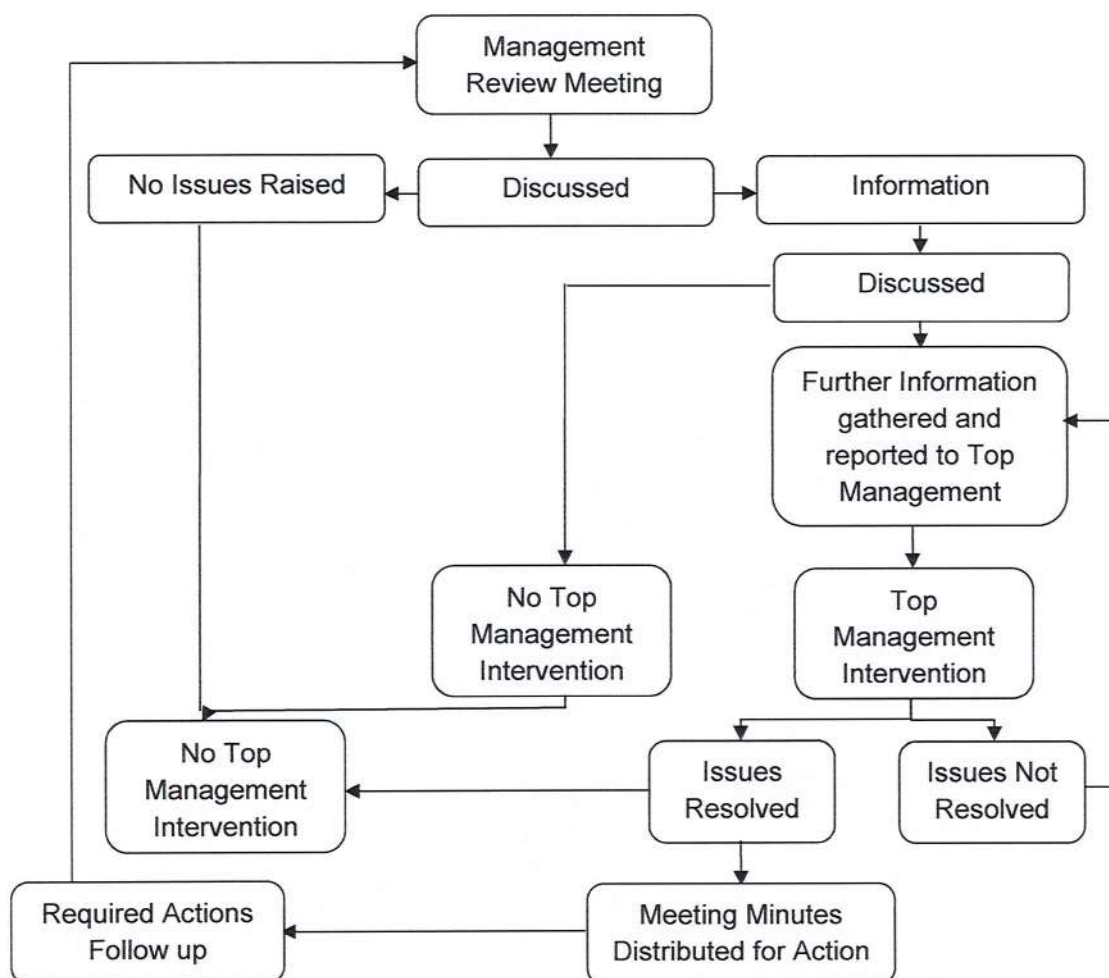 Management
Review Meeting
No Issues Raised
Discussed
Information
Discussed
Further Information
gathered and
reported to Top
Management
No Top
Management
Intervention
Top
Management
Intervention
No Top
Management
Intervention
Issues
Resolved
Issues Not
Resolved
Required Actions
Follow up
Meeting Minutes
Distributed for Action